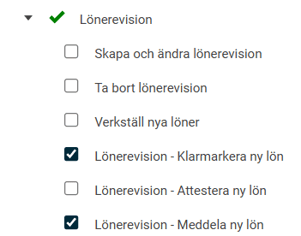 Lönerevision
Skapa och ändra lönerevision
Ta bort lönerevision
Verkställ nya löner
Lönerevision - Klarmarkera ny lön
Lönerevision - Attestera ny lön
Lönerevision - Meddela ny lön